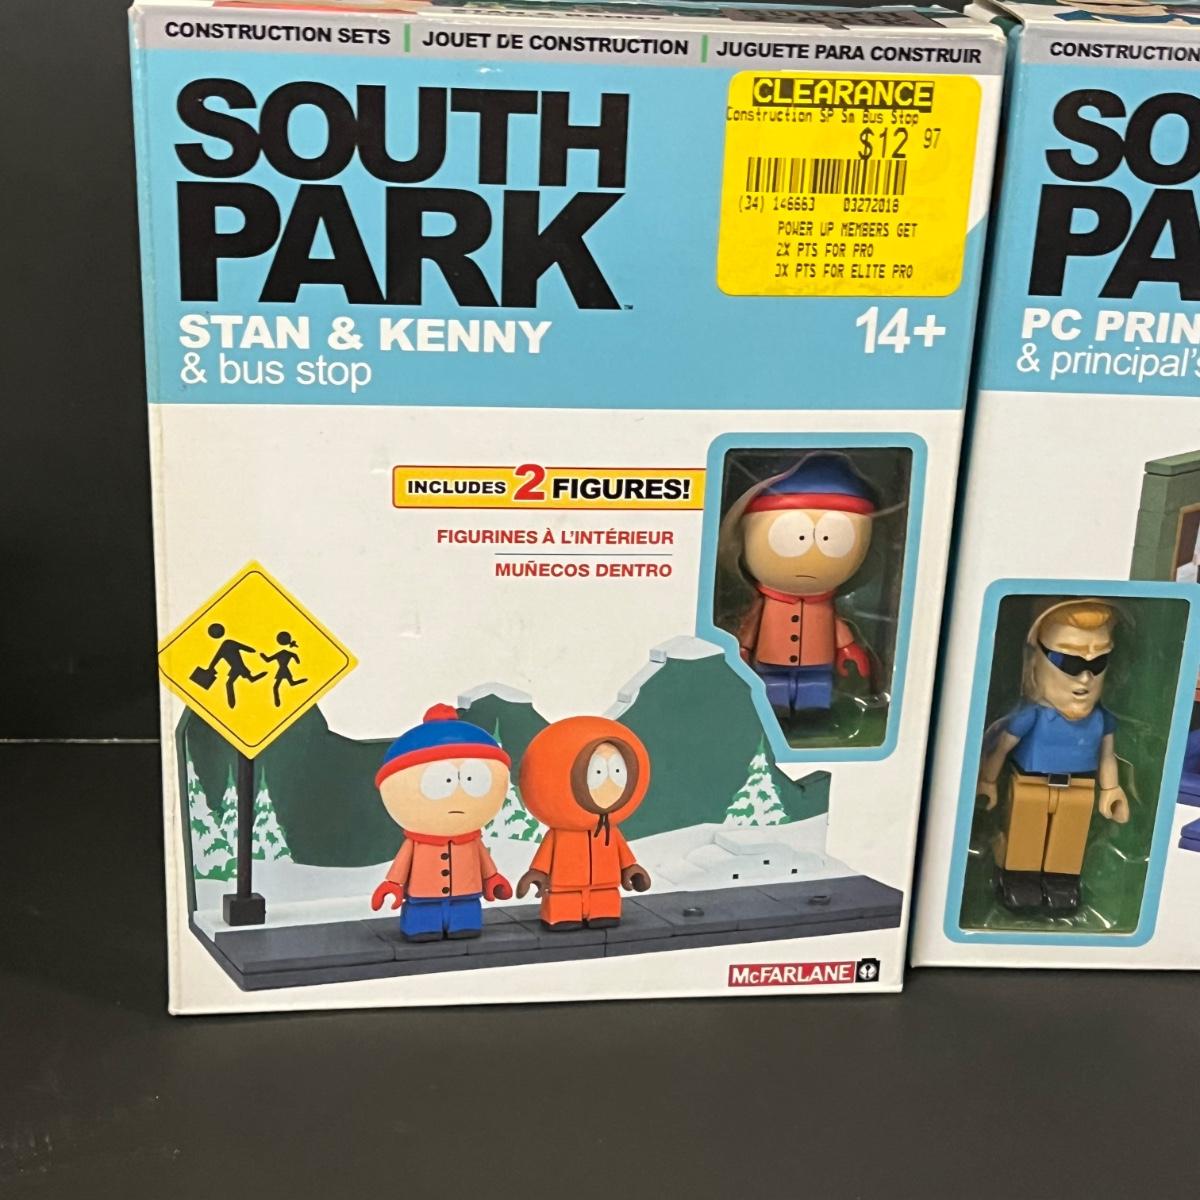 CONSTRUCTION SETS | JOUET DE CONSTRUCTION | JUGUETE PARA CONSTRUIR
SOUTH
PARK™
STAN & KENNY
& bus stop
14+
CLEARANCE
Construction SP Sm Bus Stop
$12 97
(34) 146663 03272018
POWER UP MEMBERS GET
2X PTS FOR PRO
3X PTS FOR ELITE PRO
INCLUDES 2 FIGURES!
FIGURINES À L'INTÉRIEUR
MUÑECOS DENTRO
McFARLANE
CONSTRUCTION
SO
PA
PC PRIN
& principal's